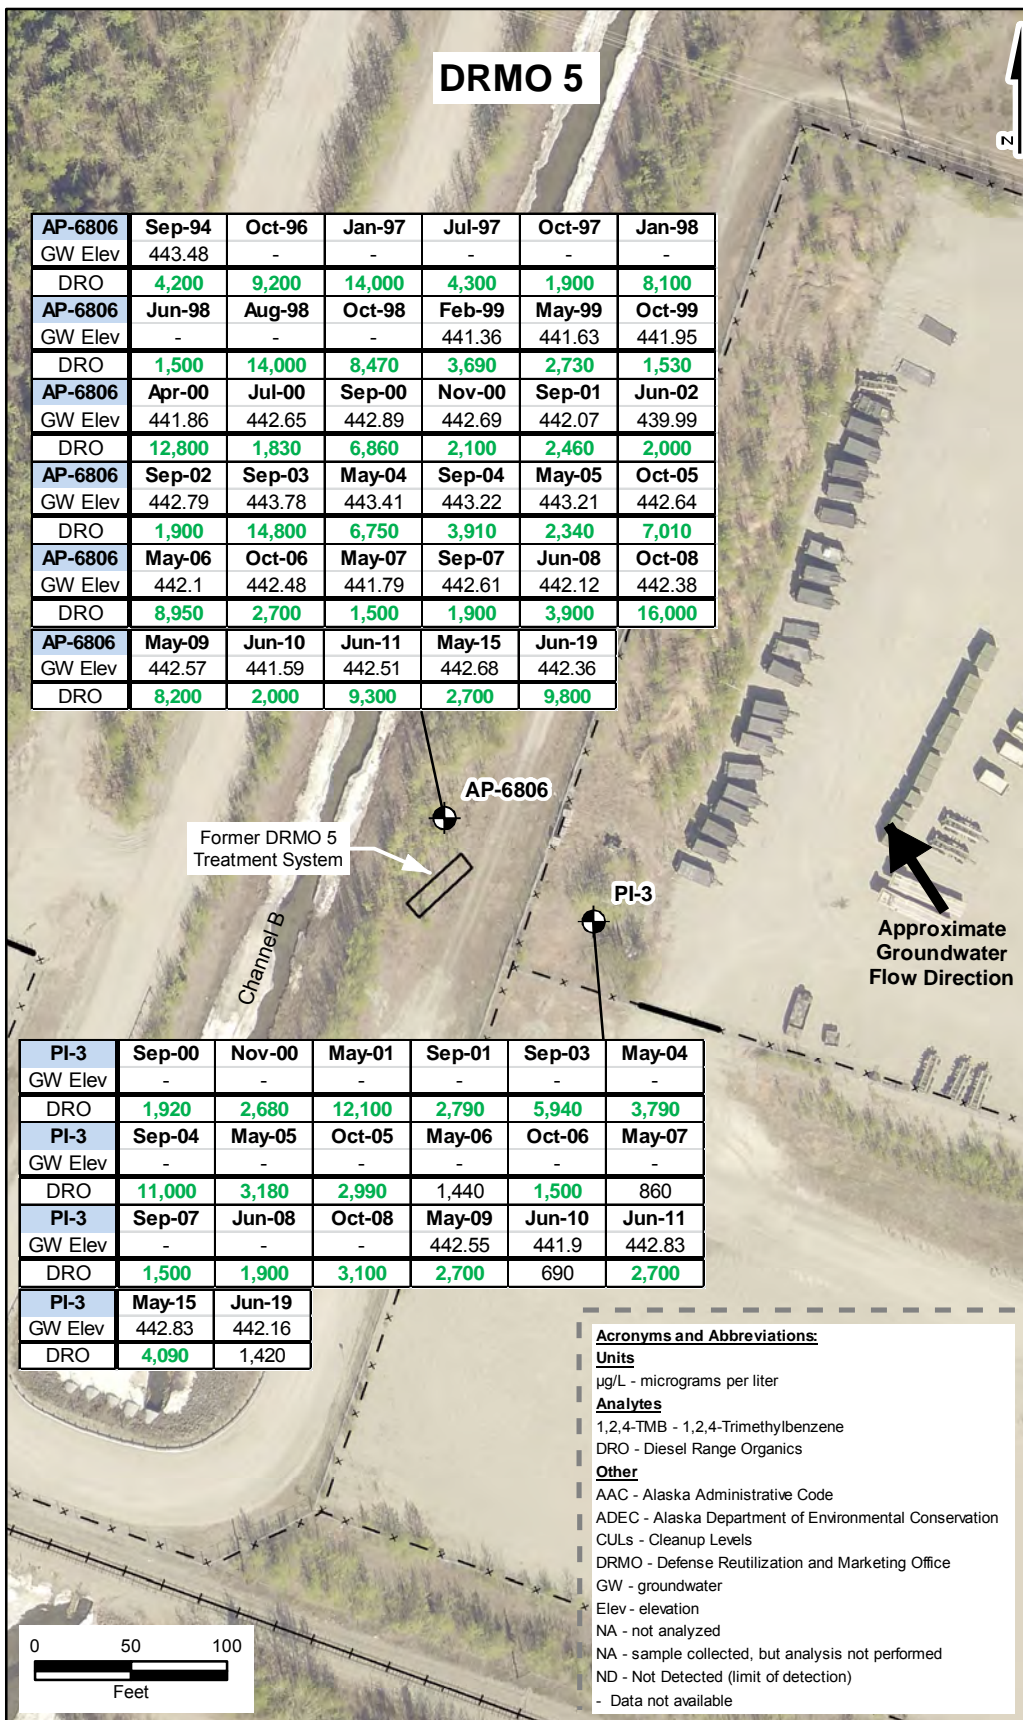 DRMO 5
N
AP-6806 Sep-94 Oct-96 Jan-97 Jul-97 Oct-97 Jan-98
GW Elev 443.48 - - - - -
DRO 4,200 9,200 14,000 4,300 1,900 8,100
AP-6806 Jun-98 Aug-98 Oct-98 Feb-99 May-99 Oct-99
GW Elev - - - 441.36 441.63 441.95
DRO 1,500 14,000 8,470 3,690 2,730 1,530
AP-6806 Apr-00 Jul-00 Sep-00 Nov-00 Sep-01 Jun-02
GW Elev 441.86 442.65 442.89 442.69 442.07 439.99
DRO 12,800 1,830 6,860 2,100 2,460 2,000
AP-6806 Sep-02 Sep-03 May-04 Sep-04 May-05 Oct-05
GW Elev 442.79 443.78 443.41 443.22 443.21 442.64
DRO 1,900 14,800 6,750 3,910 2,340 7,010
AP-6806 May-06 Oct-06 May-07 Sep-07 Jun-08 Oct-08
GW Elev 442.1 442.48 441.79 442.61 442.12 442.38
DRO 8,950 2,700 1,500 1,900 3,900 16,000
AP-6806 May-09 Jun-10 Jun-11 May-15 Jun-19
GW Elev 442.57 441.59 442.51 442.68 442.36
DRO 8,200 2,000 9,300 2,700 9,800
AP-6806
Former DRMO 5
Treatment System
PI-3
Channel B
Approximate
Groundwater
Flow Direction
PI-3 Sep-00 Nov-00 May-01 Sep-01 Sep-03 May-04
GW Elev - - - - - -
DRO 1,920 2,680 12,100 2,790 5,940 3,790
PI-3 Sep-04 May-05 Oct-05 May-06 Oct-06 May-07
GW Elev - - - - - -
DRO 11,000 3,180 2,990 1,440 1,500 860
PI-3 Sep-07 Jun-08 Oct-08 May-09 Jun-10 Jun-11
GW Elev - - - 442.55 441.9 442.83
DRO 1,500 1,900 3,100 2,700 690 2,700
PI-3 May-15 Jun-19
GW Elev 442.83 442.16
DRO 4,090 1,420
Acronyms and Abbreviations:
Units
µg/L - micrograms per liter
Analytes
1,2,4-TMB - 1,2,4-Trimethylbenzene
DRO - Diesel Range Organics
Other
AAC - Alaska Administrative Code
ADEC - Alaska Department of Environmental Conservation
CULs - Cleanup Levels
DRMO - Defense Reutilization and Marketing Office
GW - groundwater
Elev - elevation
NA - not analyzed
NA - sample collected, but analysis not performed
ND - Not Detected (limit of detection)
- Data not available
0 50 100
Feet